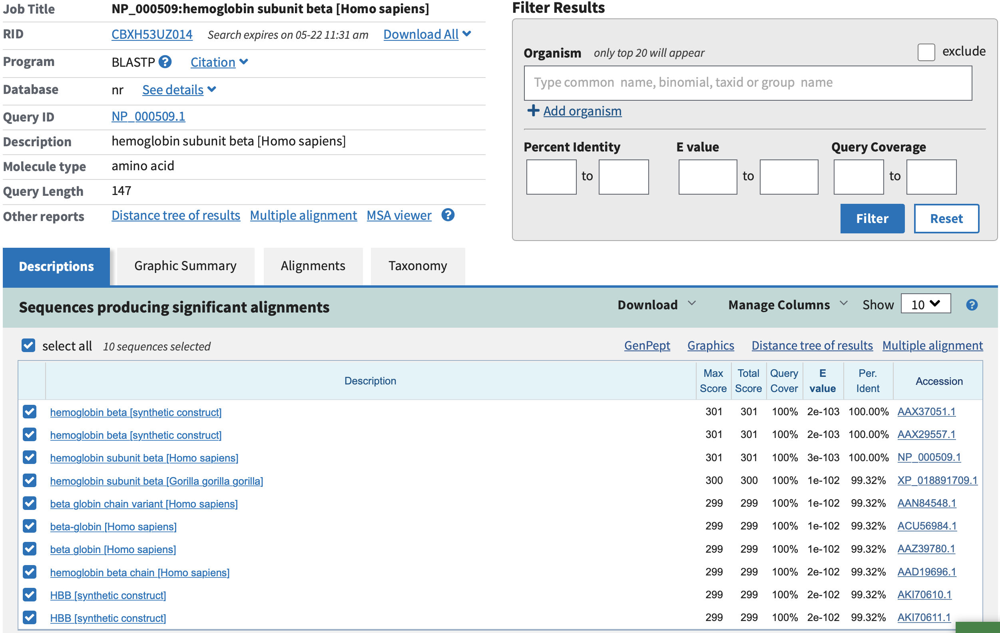 Job Title NP_000509:hemoglobin subunit beta [Homo sapiens]
RID CBXH53UZ014 Search expires on 05-22 11:31 am Download All
Program BLASTP ? Citation
Database nr See details
Query ID NP_000509.1
Description hemoglobin subunit beta [Homo sapiens]
Molecule type amino acid
Query Length 147
Other reports Distance tree of results Multiple alignment MSA viewer ?
Filter Results
Organism only top 20 will appear exclude
Type common name, binomial, taxid or group name
+ Add organism
Percent Identity E value Query Coverage
to to to
Filter Reset
Descriptions Graphic Summary Alignments Taxonomy
Sequences producing significant alignments Download Manage Columns Show 10 ?
select all 10 sequences selected GenPept Graphics Distance tree of results Multiple alignment
Description Max Score Total Score Query Cover E value Per. Ident Accession
hemoglobin beta [synthetic construct] 301 301 100% 2e-103 100.00% AAX37051.1
hemoglobin beta [synthetic construct] 301 301 100% 2e-103 100.00% AAX29557.1
hemoglobin subunit beta [Homo sapiens] 301 301 100% 3e-103 100.00% NP_000509.1
hemoglobin subunit beta [Gorilla gorilla gorilla] 300 300 100% 1e-102 99.32% XP_018891709.1
beta globin chain variant [Homo sapiens] 299 299 100% 1e-102 99.32% AAN84548.1
beta-globin [Homo sapiens] 299 299 100% 1e-102 99.32% ACU56984.1
beta globin [Homo sapiens] 299 299 100% 1e-102 99.32% AAZ39780.1
hemoglobin beta chain [Homo sapiens] 299 299 100% 2e-102 99.32% AAD19696.1
HBB [synthetic construct] 299 299 100% 2e-102 99.32% AKI70610.1
HBB [synthetic construct] 299 299 100% 2e-102 99.32% AKI70611.1